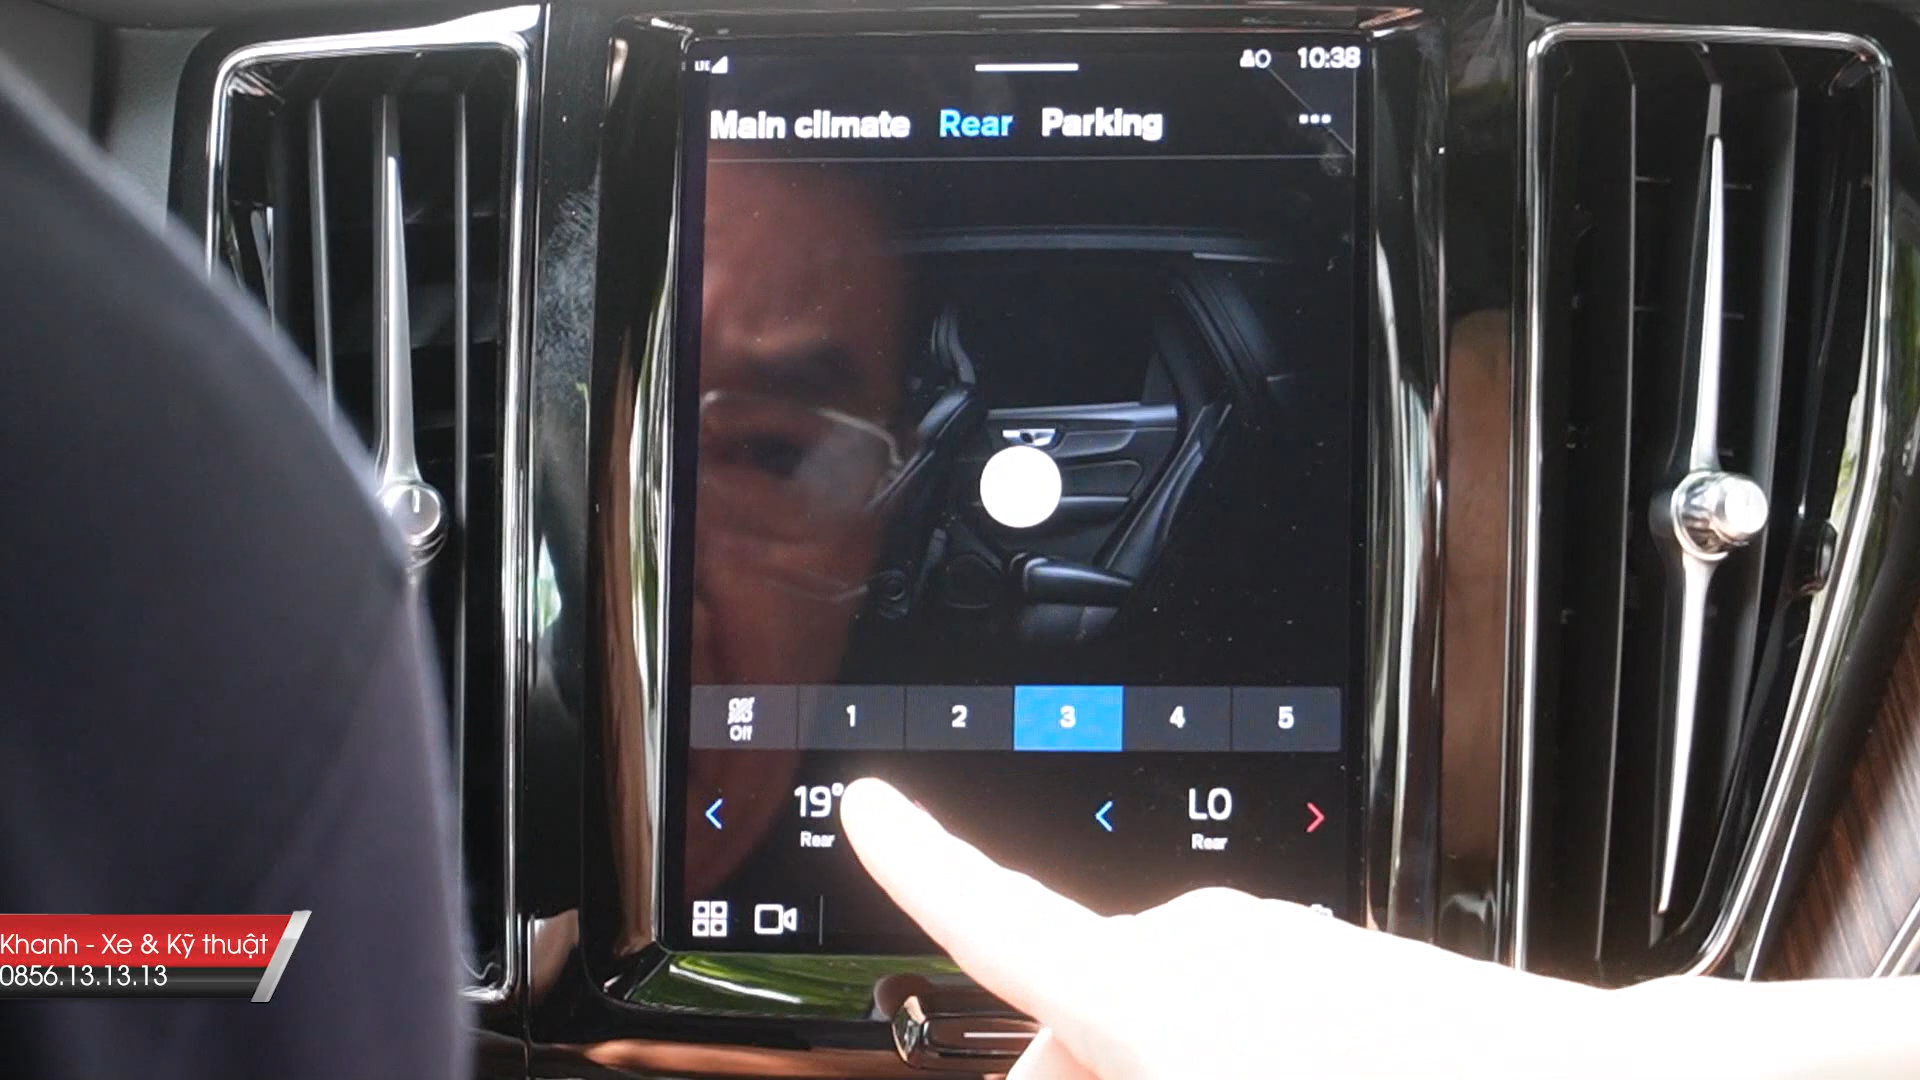 LTE
10:38
Main climate Rear Parking
Off 1 2 3 4 5
19° LO
Rear Rear
Khanh - Xe & Kỹ thuật
0856.13.13.13